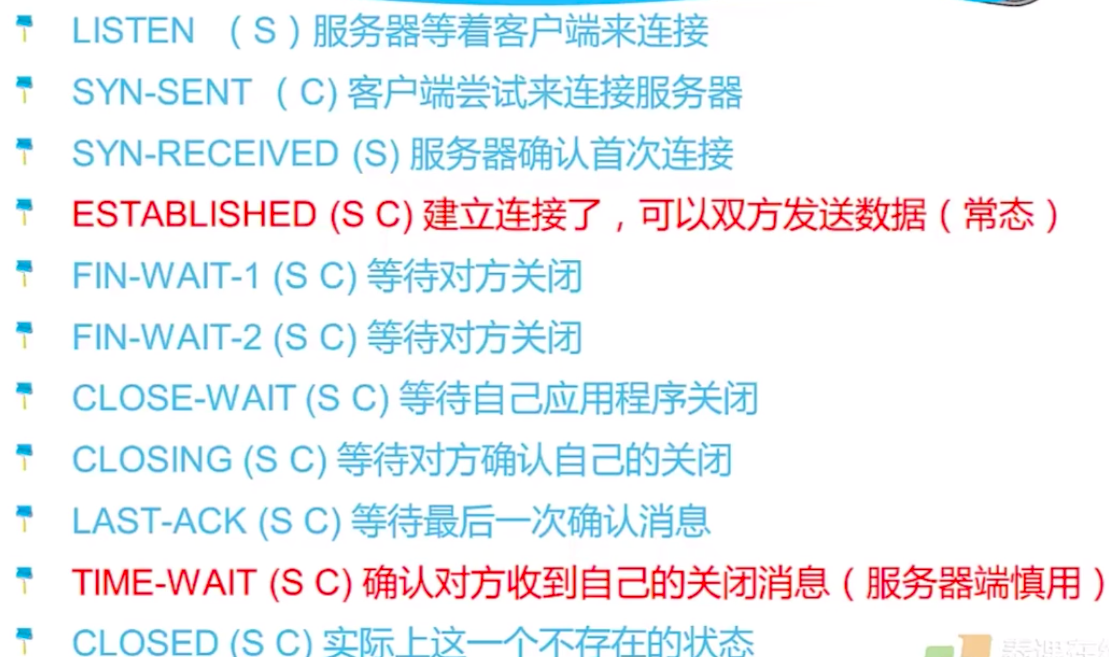 LISTEN （ S ）服务器等着客户端来连接
SYN-SENT （ C) 客户端尝试来连接服务器
SYN-RECEIVED (S) 服务器确认首次连接
ESTABLISHED (S C) 建立连接了，可以双方发送数据（常态）
FIN-WAIT-1 (S C) 等待对方关闭
FIN-WAIT-2 (S C) 等待对方关闭
CLOSE-WAIT (S C) 等待自己应用程序关闭
CLOSING (S C) 等待对方确认自己的关闭
LAST-ACK (S C) 等待最后一次确认消息
TIME-WAIT (S C) 确认对方收到自己的关闭消息（服务器端慎用）
CLOSED (S C) 实际上这一个不存在的状态